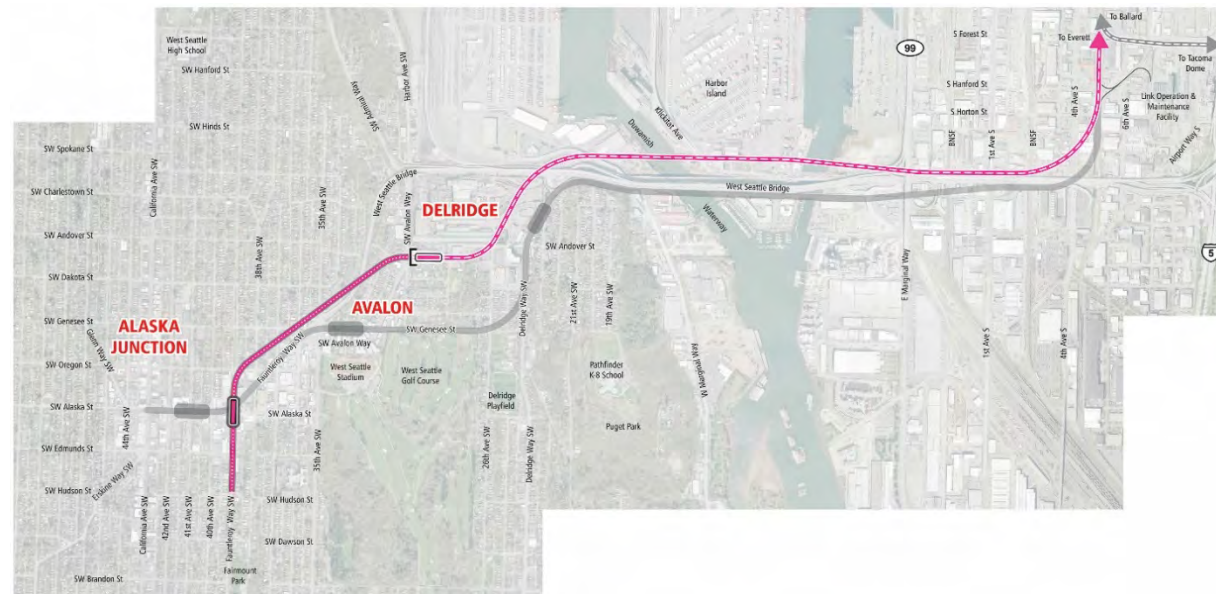 To Ballard
To Everett
To Tacoma
Dome
West Seattle
High School
SW Hanford St
SW Hinds St
SW Admiral Way
Harbor Ave SW
Harbor
Island
Klickitat Ave
99
S Forest St
S Hanford St
S Horton St
BNSF
1st Ave S
BNSF
4th Ave S
6th Ave S
Link Operation &
Maintenance
Facility
Airport Way S
SW Spokane St
SW Charlestown St
SW Andover St
SW Dakota St
SW Genesee St
SW Oregon St
SW Alaska St
SW Edmunds St
SW Hudson St
SW Brandon St
California Ave SW
35th Ave SW
38th Ave SW
West Seattle Bridge
SW Avalon Way
DELRIDGE
Duwamish
Waterway
West Seattle Bridge
SW Andover St
AVALON
ALASKA
JUNCTION
Glenn Way SW
Fauntleroy Way SW
SW Genesee St
SW Avalon Way
Delridge Way SW
21st Ave SW
19th Ave SW
E Marginal Way
W Marginal Way
5
1st Ave S
4th Ave S
West Seattle
Stadium
West Seattle
Golf Course
Delridge
Playfield
Pathfinder
K-8 School
Puget Park
44th Ave SW
SW Alaska St
35th Ave SW
26th Ave SW
Delridge Way SW
Erskine Way SW
California Ave SW
42nd Ave SW
41st Ave SW
40th Ave SW
Fauntleroy Way SW
SW Hudson St
SW Dawson St
Fairmount
Park